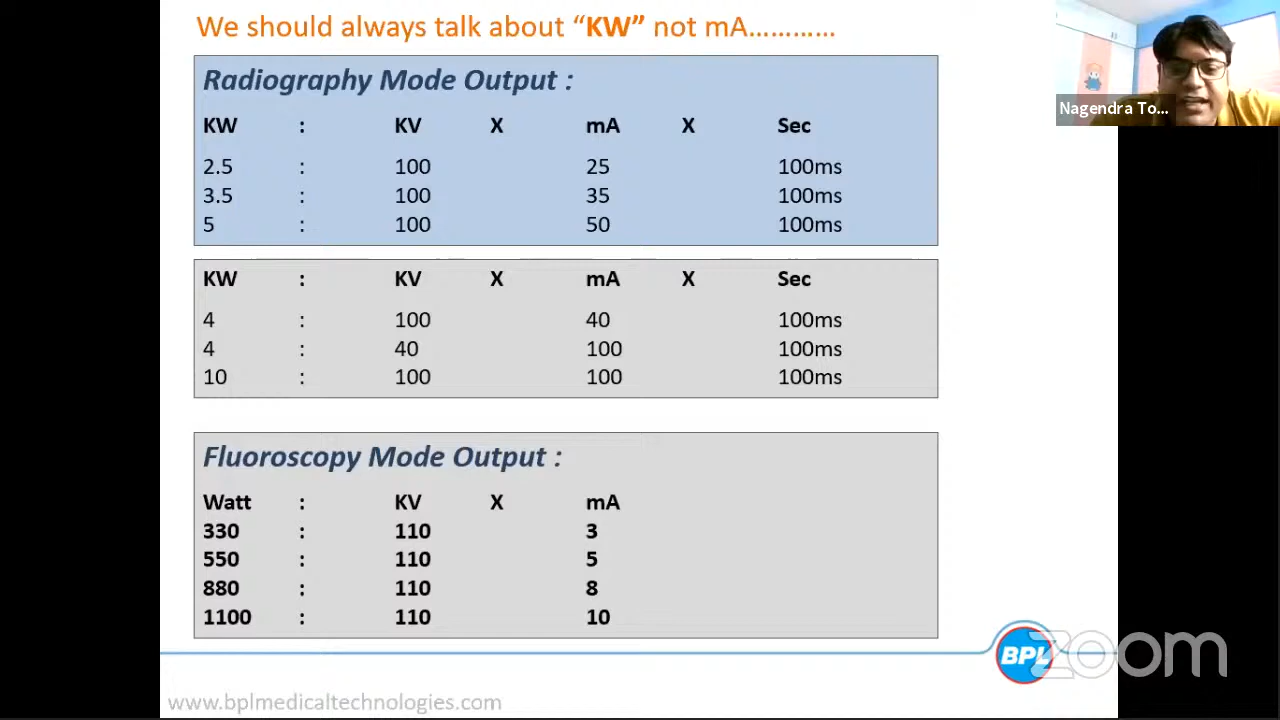 We should always talk about “KW” not mA…………
Radiography Mode Output :
KW : KV X mA X Sec
2.5 : 100 25 100ms
3.5 : 100 35 100ms
5 : 100 50 100ms
KW : KV X mA X Sec
4 : 100 40 100ms
4 : 40 100 100ms
10 : 100 100 100ms
Fluoroscopy Mode Output :
Watt : KV X mA
330 : 110 3
550 : 110 5
880 : 110 8
1100 : 110 10
BPL
www.bplmedicaltechnologies.com
Nagendra To...
zoom